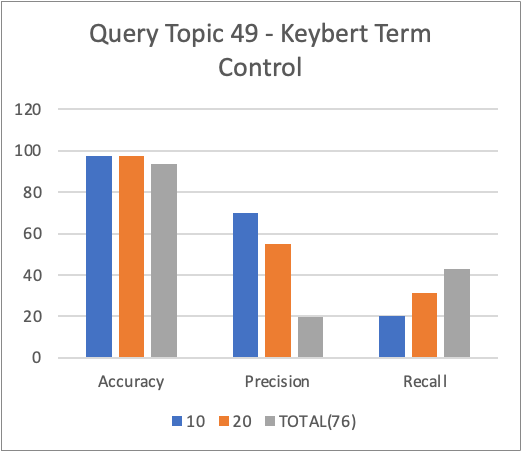 Query Topic 49 - Keybert Term
Control
120
100
80
60
40
20
0
Accuracy Precision Recall
10 20 TOTAL(76)